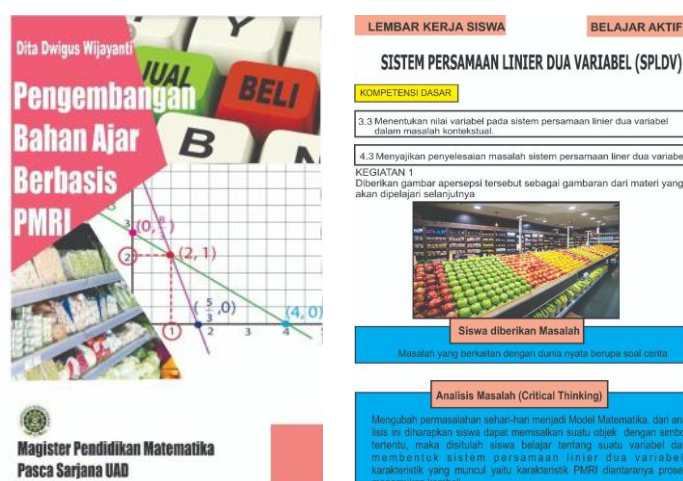 Dita Dwigus Wijayanti
Pengembangan
Bahan Ajar
Berbasis
PMRI
JUAL
BELI
Y
B
N
3
(0, 8/
2
(2, 1)
(5/3, 0)
(4, 0)
1
2
3
4
Magister Pendidikan Matematika
Pasca Sarjana UAD
LEMBAR KERJA SISWA
BELAJAR AKTIF
SISTEM PERSAMAAN LINIER DUA VARIABEL (SPLDV)
KOMPETENSI DASAR
3.3 Menentukan nilai variabel pada sistem persamaan linier dua variabel
dalam masalah kontekstual.
4.3 Menyajikan penyelesaian masalah sistem persamaan liner dua variabe
KEGIATAN 1
Diberikan gambar apersepsi tersebut sebagai gambaran dari materi yang
akan dipelajari selanjutnya
Siswa diberikan Masalah
Masalah yang berkaitan dengan dunia nyata berupa soal cerita
Analisis Masalah (Critical Thinking)
Mengubah permasalahan sehari-hari menjadi Model Matematika. dari an
lisis ini diharapkan siswa dapat memisalkan suatu objek dengan simbo
tertentu, maka disitulah siswa belajar tentang suatu variabel da
membentuk sistem persamaan linier dua variabel
karakteristik yang muncul yaitu karakteristik PMRI diantaranya prose